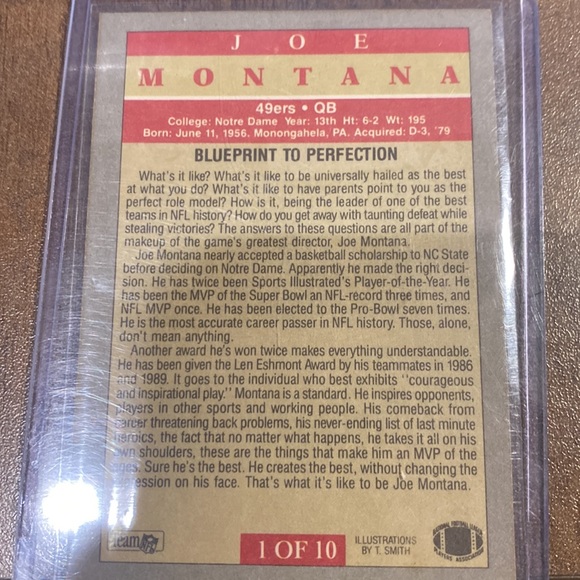 JOE
MONTANA
49ers • QB
College: Notre Dame Year: 13th Ht: 6-2 Wt: 195
Born: June 11, 1956. Monongahela, PA. Acquired: D-3, '79
BLUEPRINT TO PERFECTION
What's it like? What's it like to be universally hailed as the best
at what you do? What's it like to have parents point to you as the
perfect role model? How is it, being the leader of one of the best
teams in NFL history? How do you get away with taunting defeat while
stealing victories? The answers to these questions are all part of the
makeup of the game's greatest director, Joe Montana.
Joe Montana nearly accepted a basketball scholarship to NC State
before deciding on Notre Dame. Apparently he made the right deci-
sion. He has twice been Sports Illustrated's Player-of-the-Year. He
has been the MVP of the Super Bowl an NFL-record three times, and
NFL MVP once. He has been elected to the Pro-Bowl seven times.
He is the most accurate career passer in NFL history. Those, alone,
don't mean anything.
Another award he's won twice makes everything understandable.
He has been given the Len Eshmont Award by his teammates in 1986
and 1989. It goes to the individual who best exhibits "courageous
and inspirational play." Montana is a standard. He inspires opponents,
players in other sports and working people. His comeback from
career threatening back problems, his never-ending list of last minute
heroics, the fact that no matter what happens, he takes it all on his
own shoulders, these are the things that make him an MVP of the
Sure he's the best. He creates the best, without changing the
expression on his face. That's what it's like to be Joe Montana.
team NFL
1 OF 10
ILLUSTRATIONS
BY T. SMITH
NATIONAL FOOTBALL LEAGUE
PLAYERS ASSOCIATION